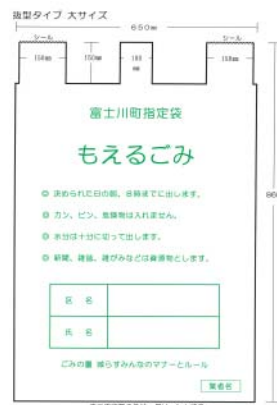 袋型タイプ 大サイズ
650㎜
シール シール
150㎜ 150㎜ 100㎜ 150㎜
富士川町指定袋
もえるごみ
◎ 決められた日の朝、8時までに出します。
◎ カン、ビン、危険物は入れません。
◎ 水分は十分に切って出します。
◎ 新聞、雑誌、雑がみなどは資源物とします。
区 名
氏 名
ごみの量 減らすみんなのマナーとルール
業者名